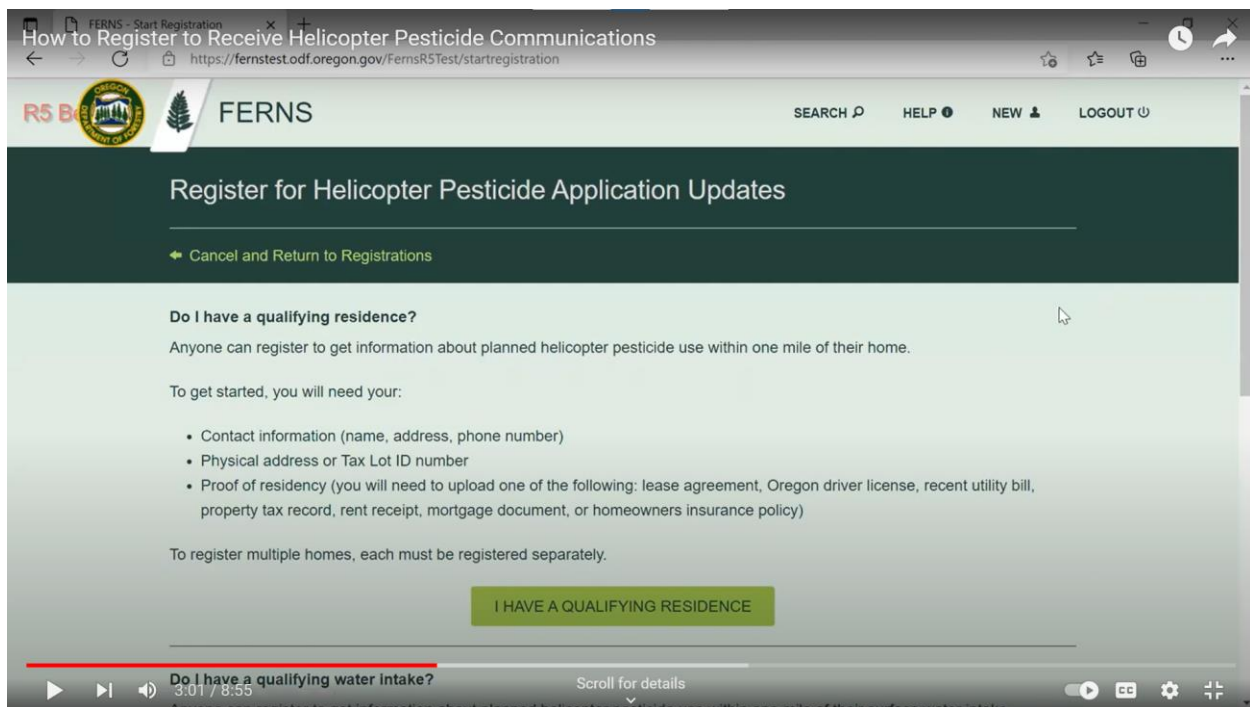 FERNS - Start Registration
How to Register to Receive Helicopter Pesticide Communications
https://fernstest.odf.oregon.gov/FernsR5Test/startregistration
R5 B
OREGON
DEPARTMENT OF FORESTRY
FERNS
SEARCH
HELP
NEW
LOGOUT
Register for Helicopter Pesticide Application Updates
Cancel and Return to Registrations
Do I have a qualifying residence?
Anyone can register to get information about planned helicopter pesticide use within one mile of their home.
To get started, you will need your:
• Contact information (name, address, phone number)
• Physical address or Tax Lot ID number
• Proof of residency (you will need to upload one of the following: lease agreement, Oregon driver license, recent utility bill,
property tax record, rent receipt, mortgage document, or homeowners insurance policy)
To register multiple homes, each must be registered separately.
I HAVE A QUALIFYING RESIDENCE
Do I have a qualifying water intake?
3:01 / 8:55
Scroll for details
CC